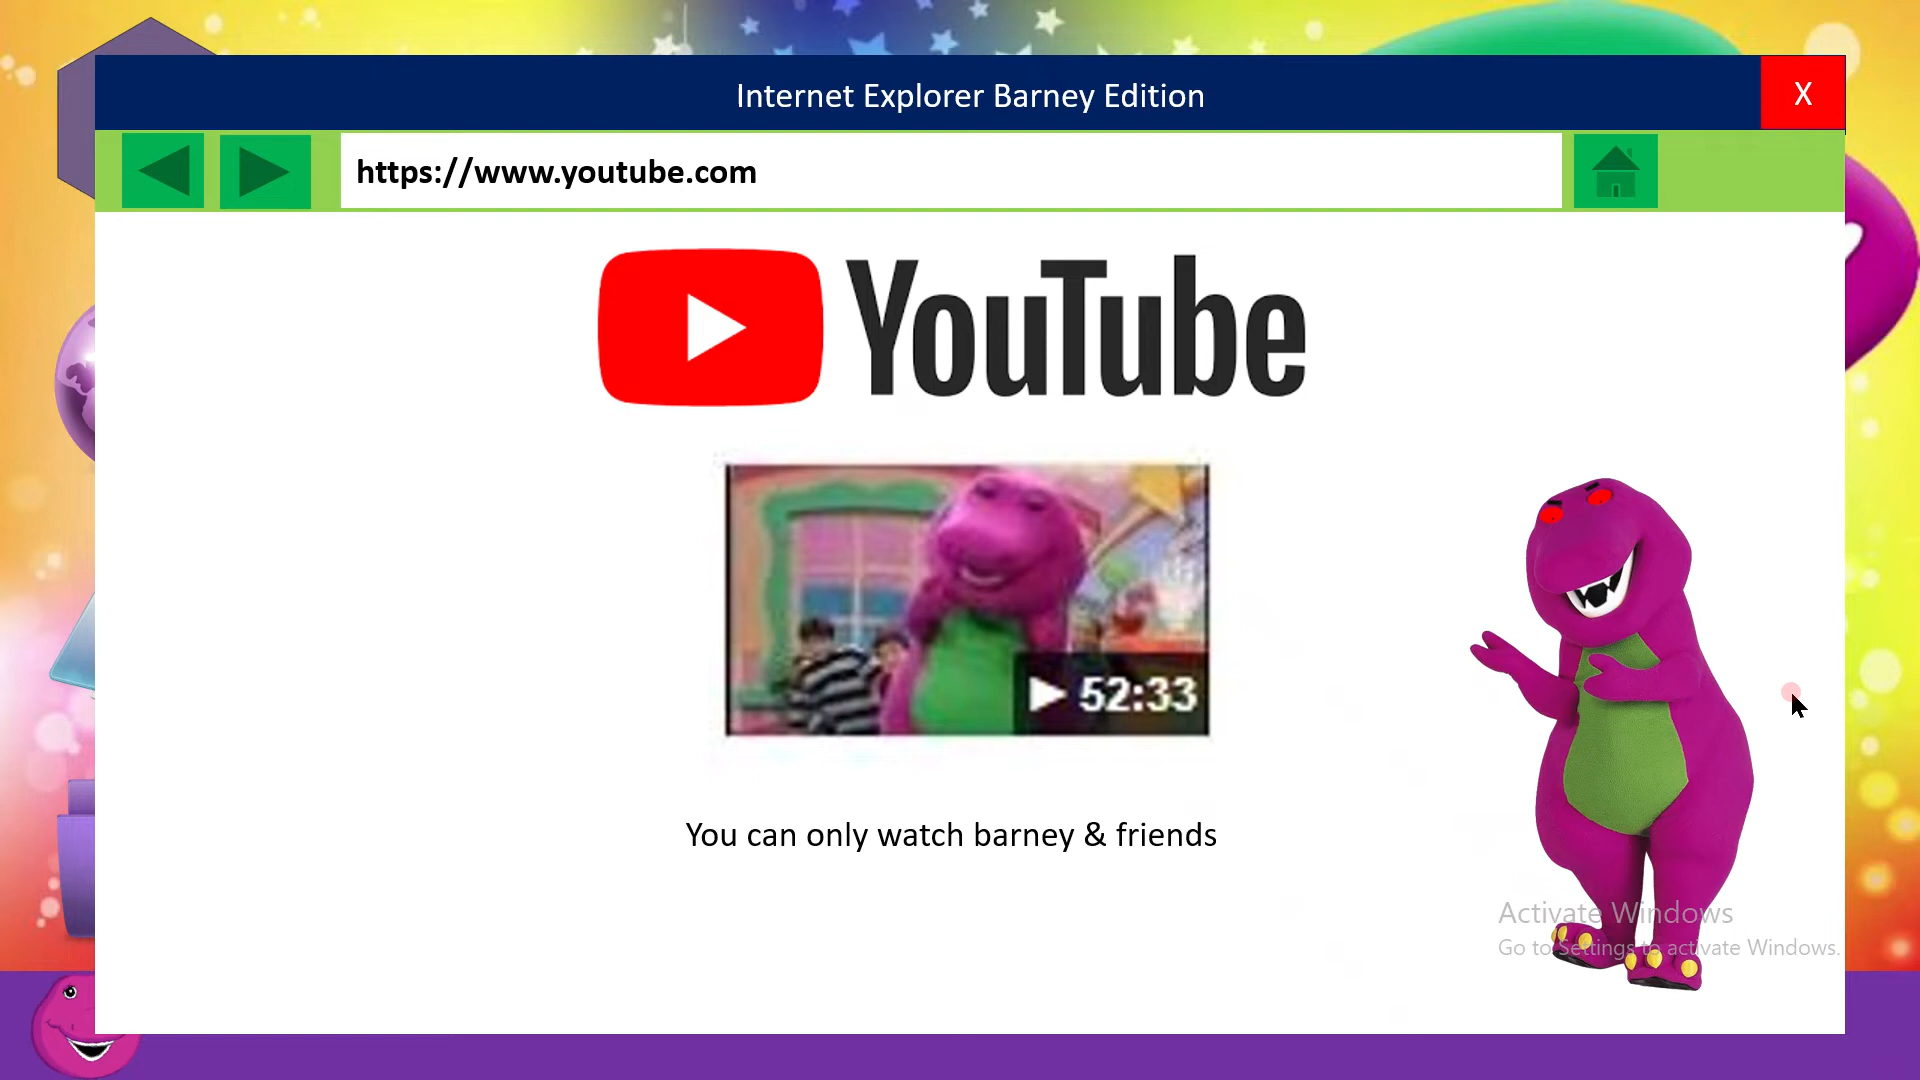 Internet Explorer Barney Edition
X
https://www.youtube.com
YouTube
52:33
You can only watch barney & friends
Activate Windows
Go to Settings to activate Windows.